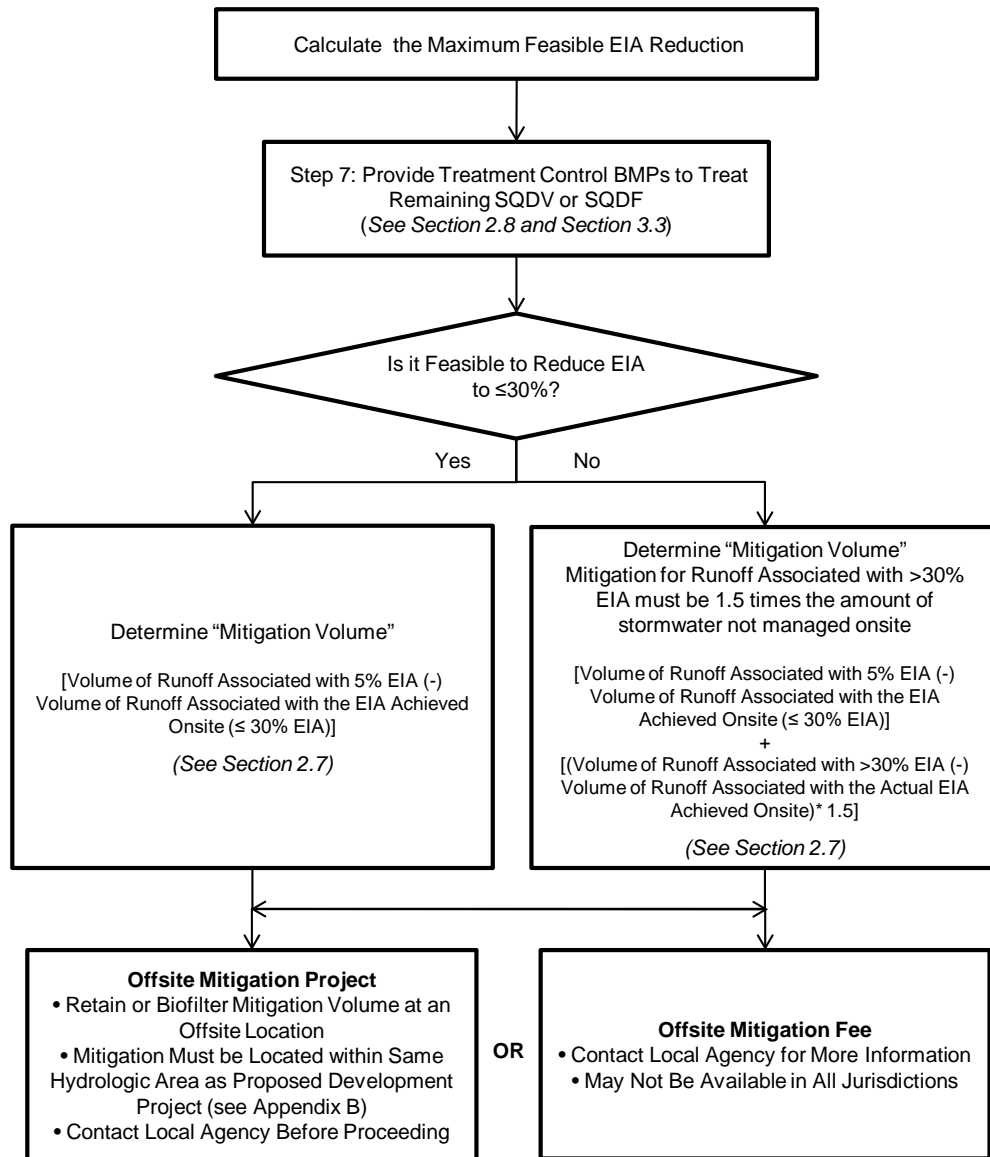 Calculate the Maximum Feasible EIA Reduction
Step 7: Provide Treatment Control BMPs to Treat
Remaining SQDV or SQDF
(See Section 2.8 and Section 3.3)
Is it Feasible to Reduce EIA
to ≤30%?
Yes
No
Determine “Mitigation Volume”
[Volume of Runoff Associated with 5% EIA (-)
Volume of Runoff Associated with the EIA Achieved
Onsite (≤ 30% EIA)]
(See Section 2.7)
Determine “Mitigation Volume”
Mitigation for Runoff Associated with >30%
EIA must be 1.5 times the amount of
stormwater not managed onsite
[Volume of Runoff Associated with 5% EIA (-)
Volume of Runoff Associated with the EIA
Achieved Onsite (≤ 30% EIA)]
+
[(Volume of Runoff Associated with >30% EIA (-)
Volume of Runoff Associated with the Actual EIA
Achieved Onsite)* 1.5]
(See Section 2.7)
Offsite Mitigation Project
• Retain or Biofilter Mitigation Volume at an
Offsite Location
• Mitigation Must be Located within Same
Hydrologic Area as Proposed Development
Project (see Appendix B)
• Contact Local Agency Before Proceeding
OR
Offsite Mitigation Fee
• Contact Local Agency for More Information
• May Not Be Available in All Jurisdictions